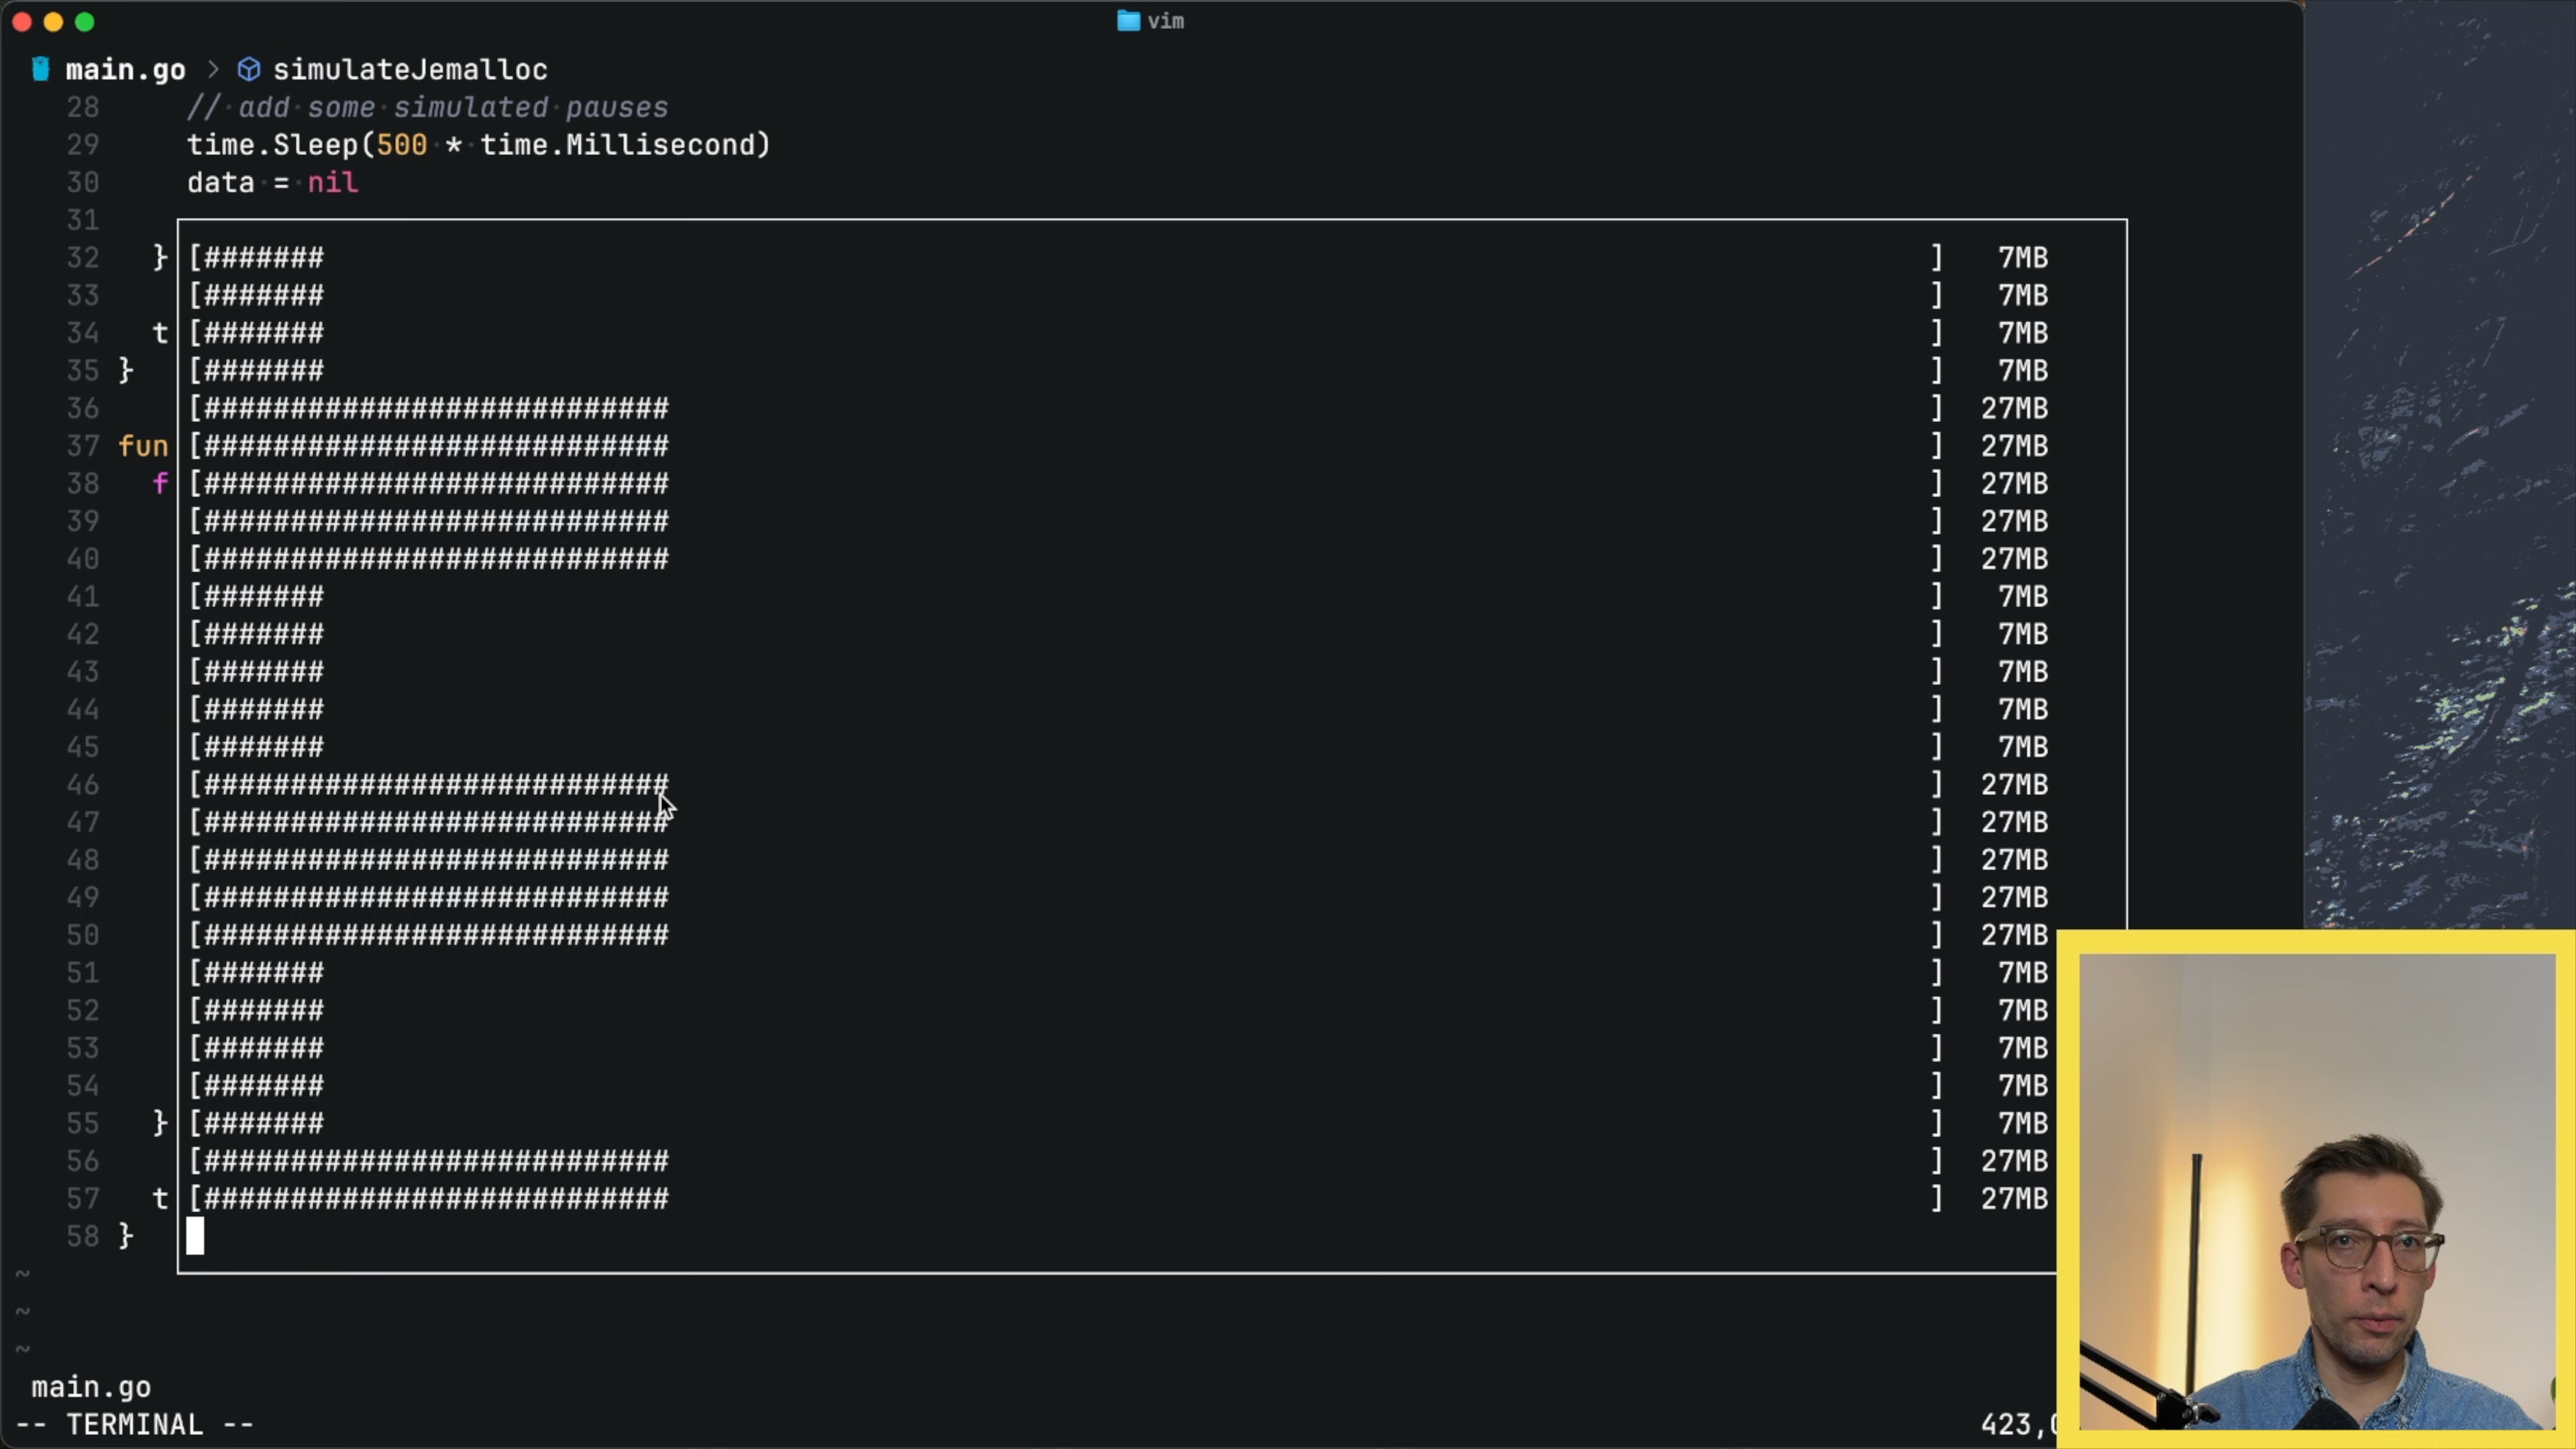 vim
main.go > simulateJemalloc
28 // add some simulated pauses
29 time.Sleep(500 * time.Millisecond)
30 data = nil
31
32 } [####### ] 7MB
33 [####### ] 7MB
34 t [####### ] 7MB
35 } [####### ] 7MB
36 [########################### ] 27MB
37 fun [########################### ] 27MB
38 f [########################### ] 27MB
39 [########################### ] 27MB
40 [########################### ] 27MB
41 [####### ] 7MB
42 [####### ] 7MB
43 [####### ] 7MB
44 [####### ] 7MB
45 [####### ] 7MB
46 [########################### ] 27MB
47 [########################### ] 27MB
48 [########################### ] 27MB
49 [########################### ] 27MB
50 [########################### ] 27MB
51 [####### ] 7MB
52 [####### ] 7MB
53 [####### ] 7MB
54 [####### ] 7MB
55 } [####### ] 7MB
56 [########################### ] 27MB
57 t [########################### ] 27MB
58 }
~
~
~
main.go
-- TERMINAL -- 423,